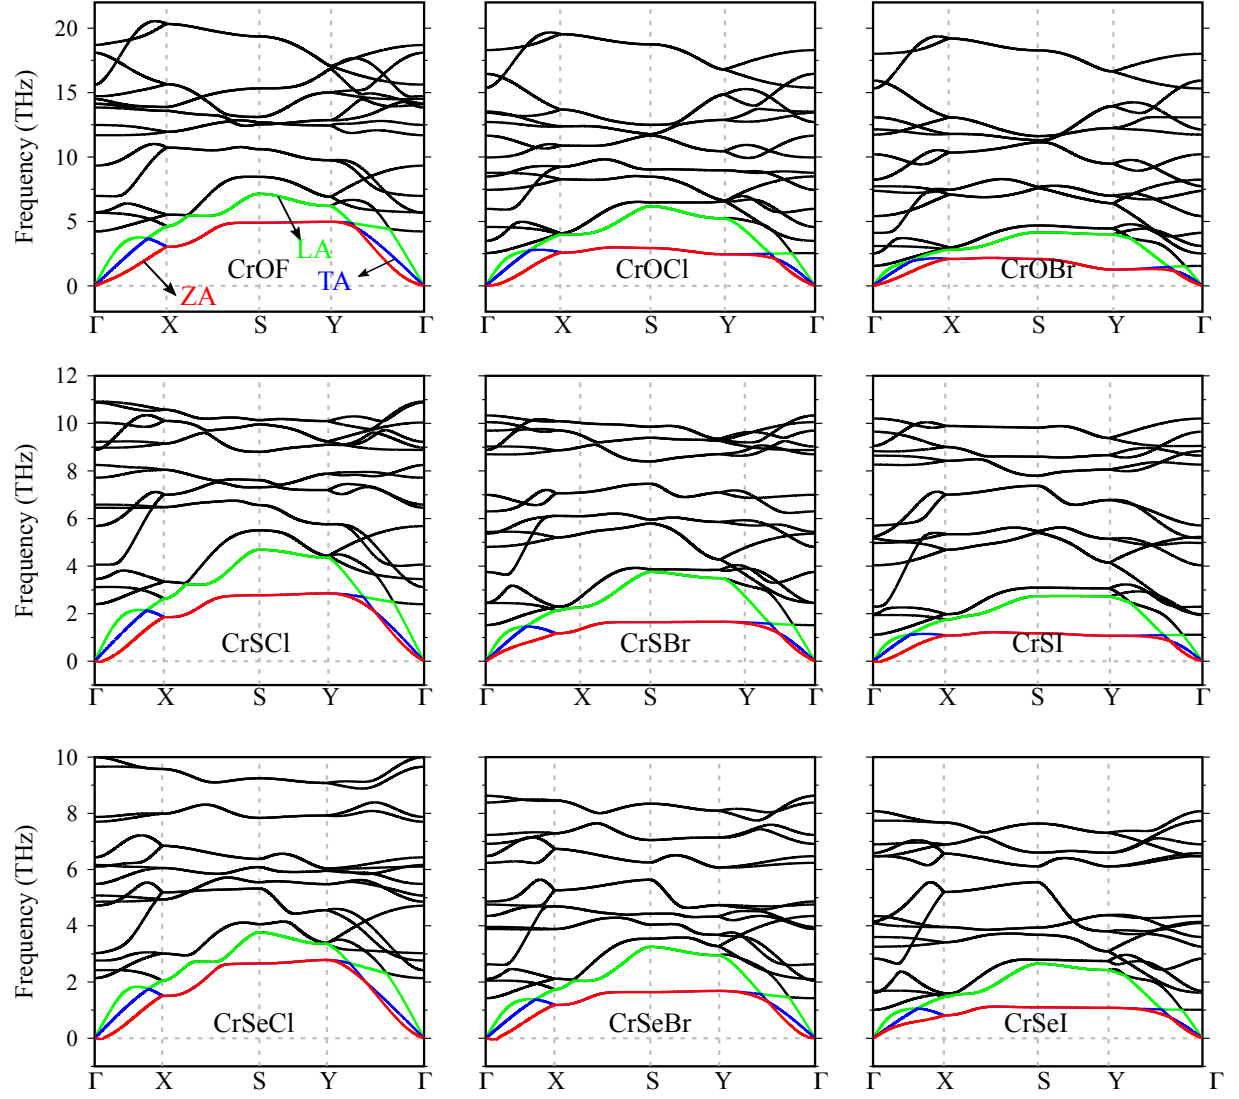 Frequency (THz)
20
15
10
5
0
LA
CrOF
TA
ZA
CrOCl
CrOBr
Γ X S Y Γ
Γ X S Y Γ
Γ X S Y Γ
Frequency (THz)
12
10
8
6
4
2
0
CrSCl
CrSBr
CrSI
Γ X S Y Γ
Γ X S Y Γ
Γ X S Y Γ
Frequency (THz)
10
8
6
4
2
0
CrSeCl
CrSeBr
CrSeI
Γ X S Y Γ
Γ X S Y Γ
Γ X S Y Γ